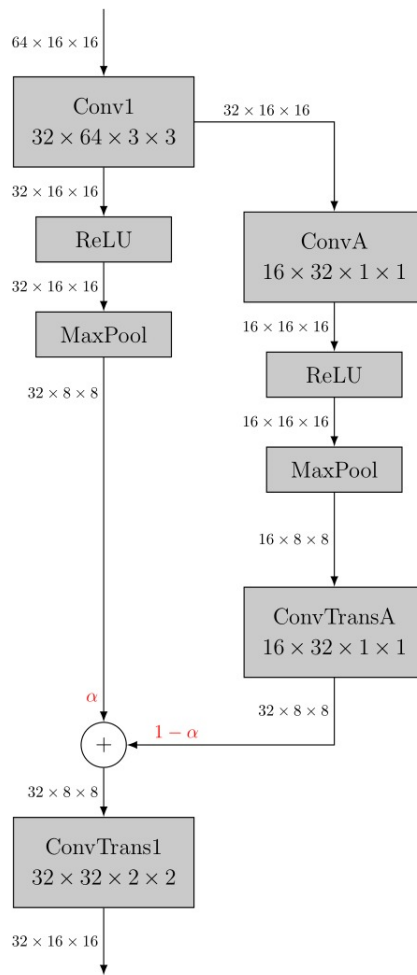 64 × 16 × 16
Conv1
32 × 64 × 3 × 3
32 × 16 × 16
32 × 16 × 16
ReLU
32 × 16 × 16
MaxPool
32 × 8 × 8
ConvA
16 × 32 × 1 × 1
16 × 16 × 16
ReLU
16 × 16 × 16
MaxPool
16 × 8 × 8
ConvTransA
16 × 32 × 1 × 1
32 × 8 × 8
α
1 − α
+
32 × 8 × 8
ConvTrans1
32 × 32 × 2 × 2
32 × 16 × 16